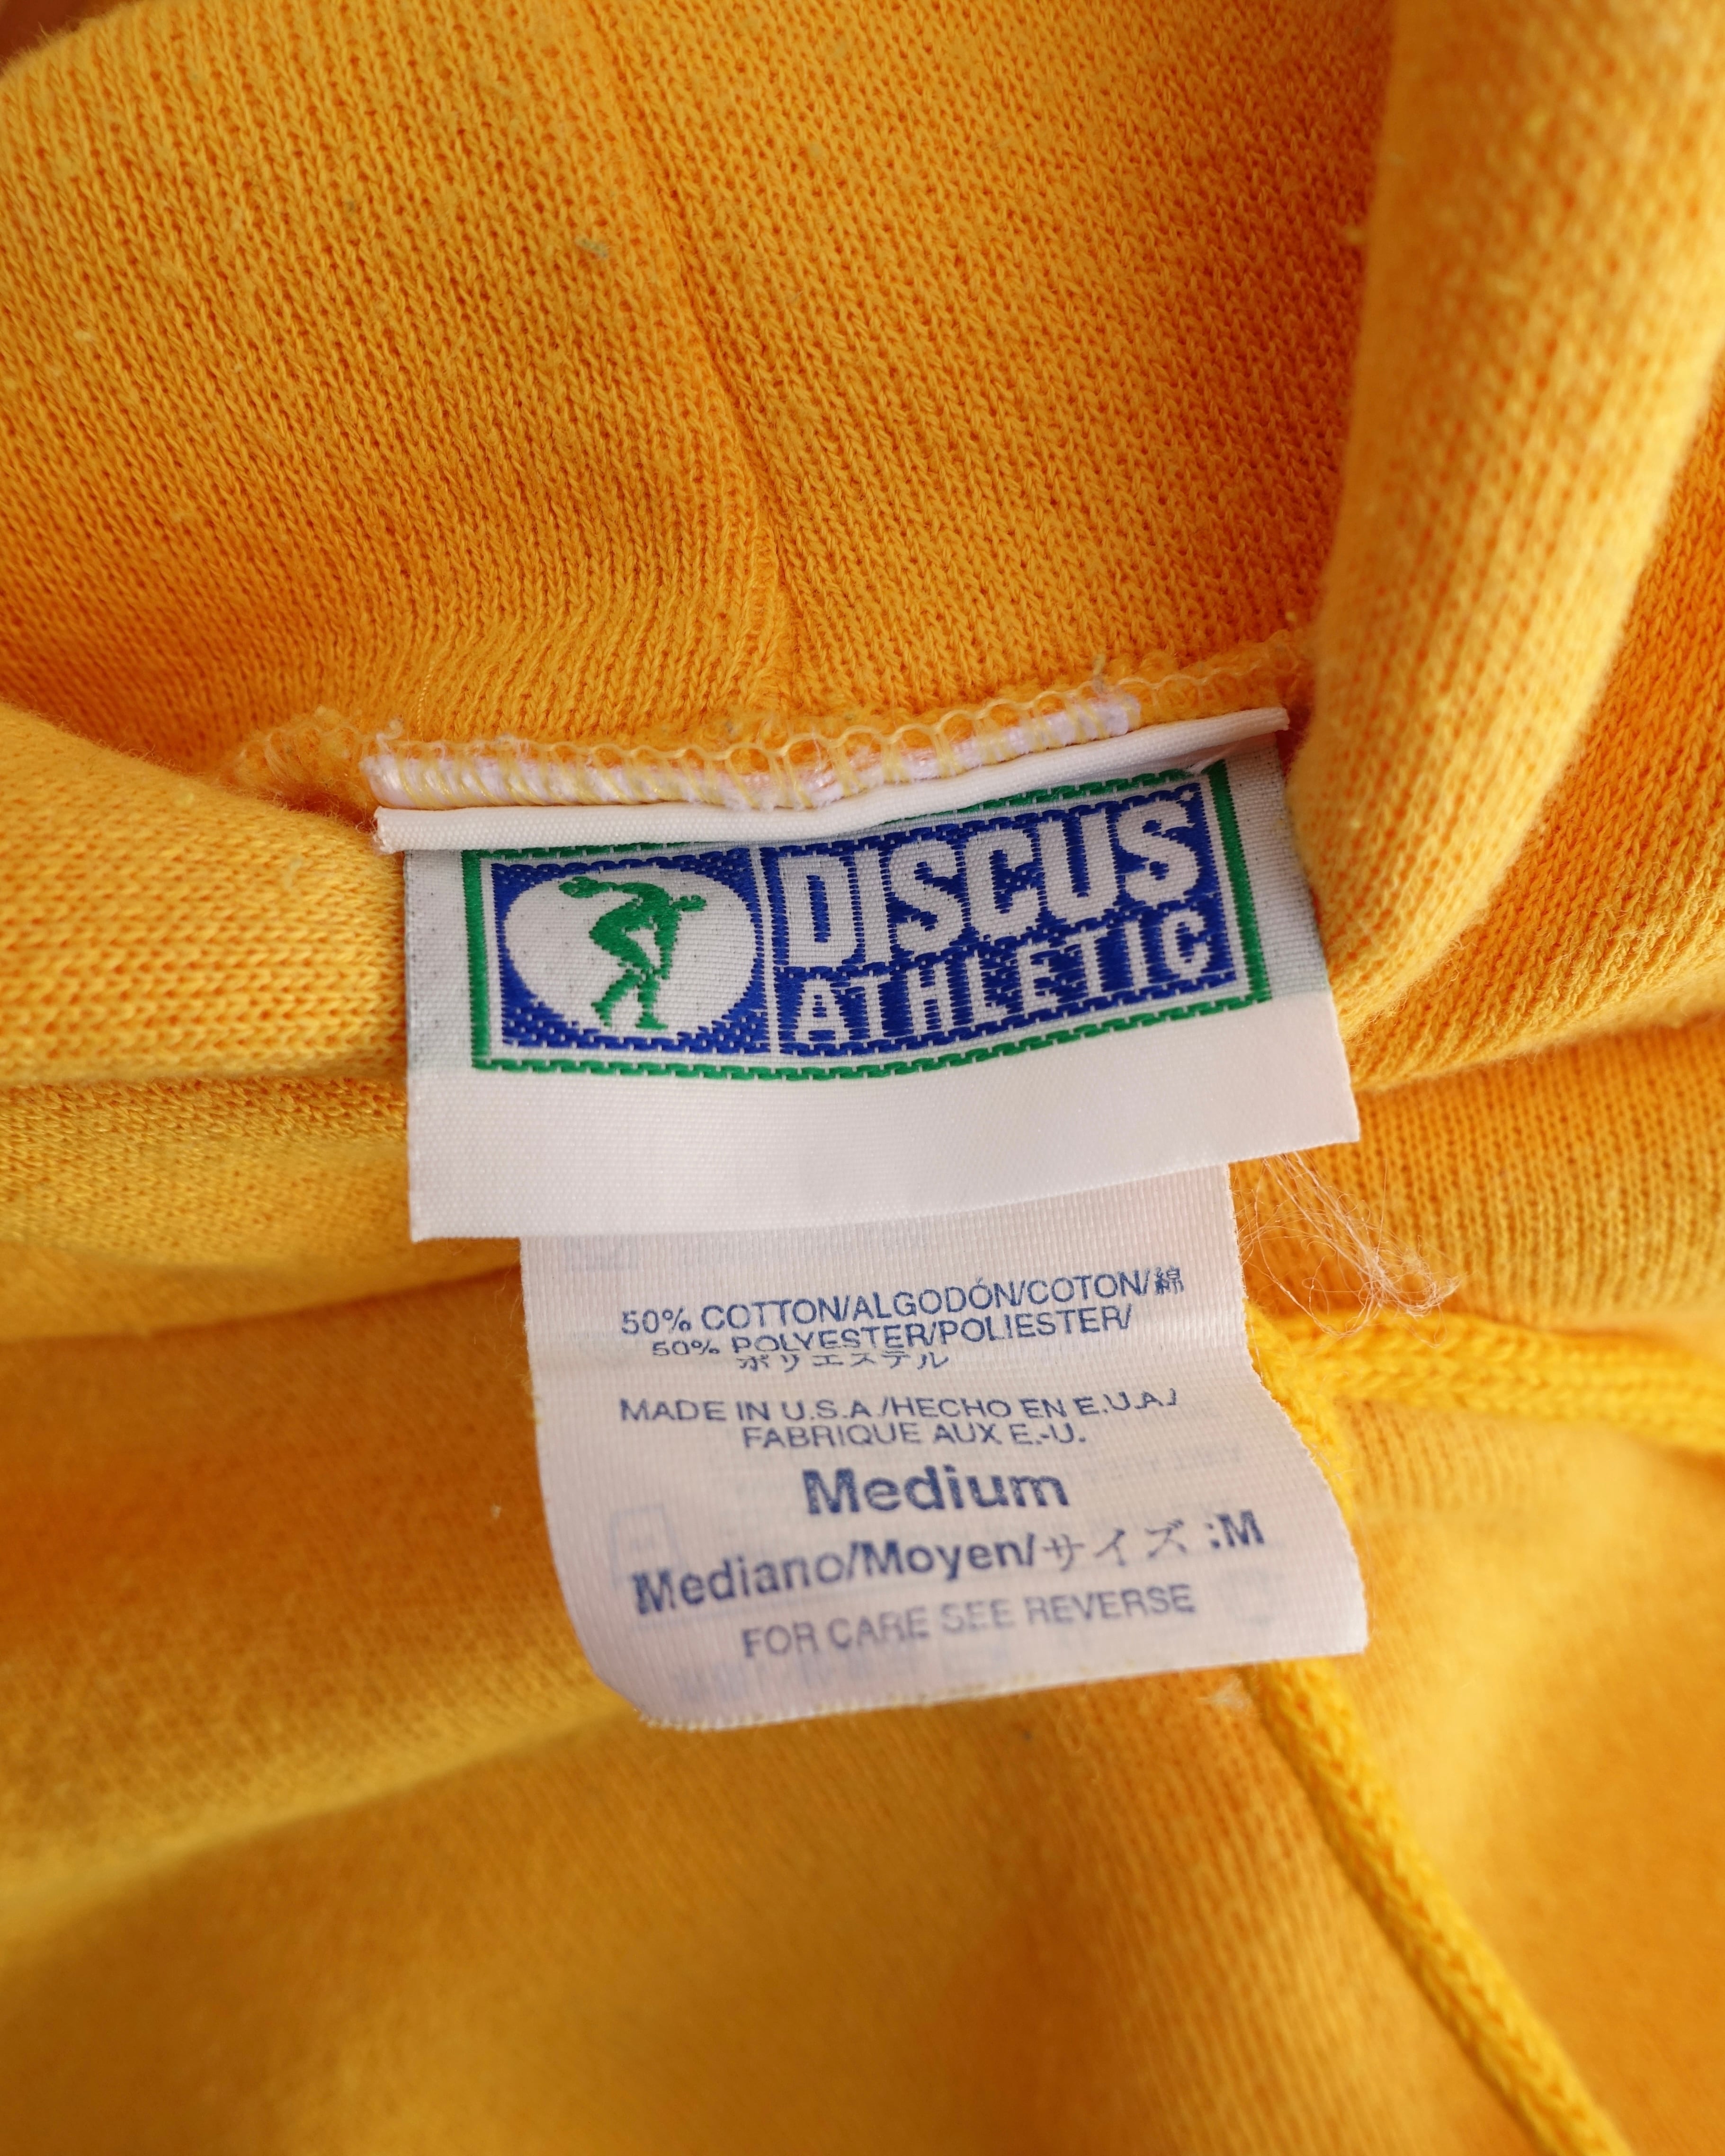 DISCUS
ATHLETIC
50% COTTON/ALGODÓN/COTON/綿
50% POLYESTER/POLIESTER/
ポリエステル
MADE IN U.S.A./HECHO EN E.U.A./
FABRIQUE AUX E.-U.
Medium
Mediano/Moyen/サイズ :M
FOR CARE SEE REVERSE